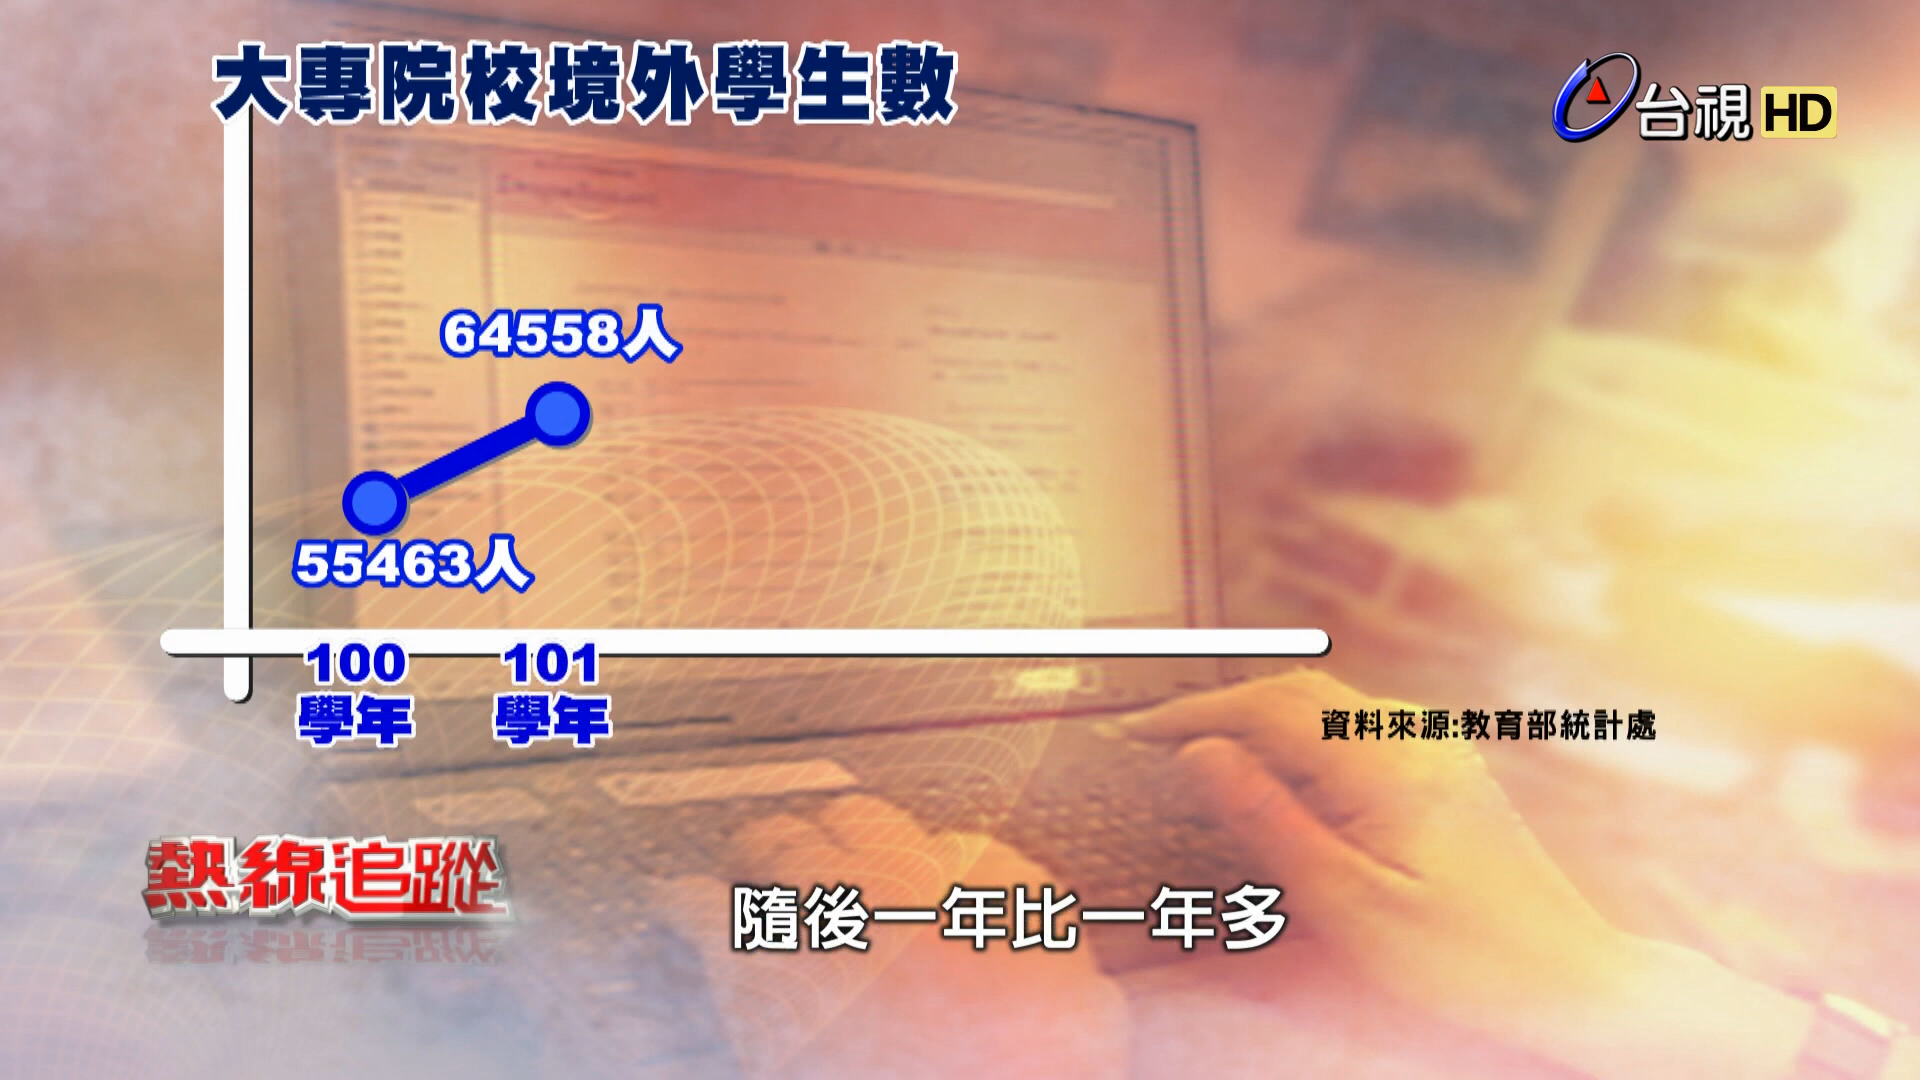 大專院校境外學生數
台視HD
64558人
55463人
100
學年
101
學年
資料來源:教育部統計處
熱線追蹤
隨後一年比一年多